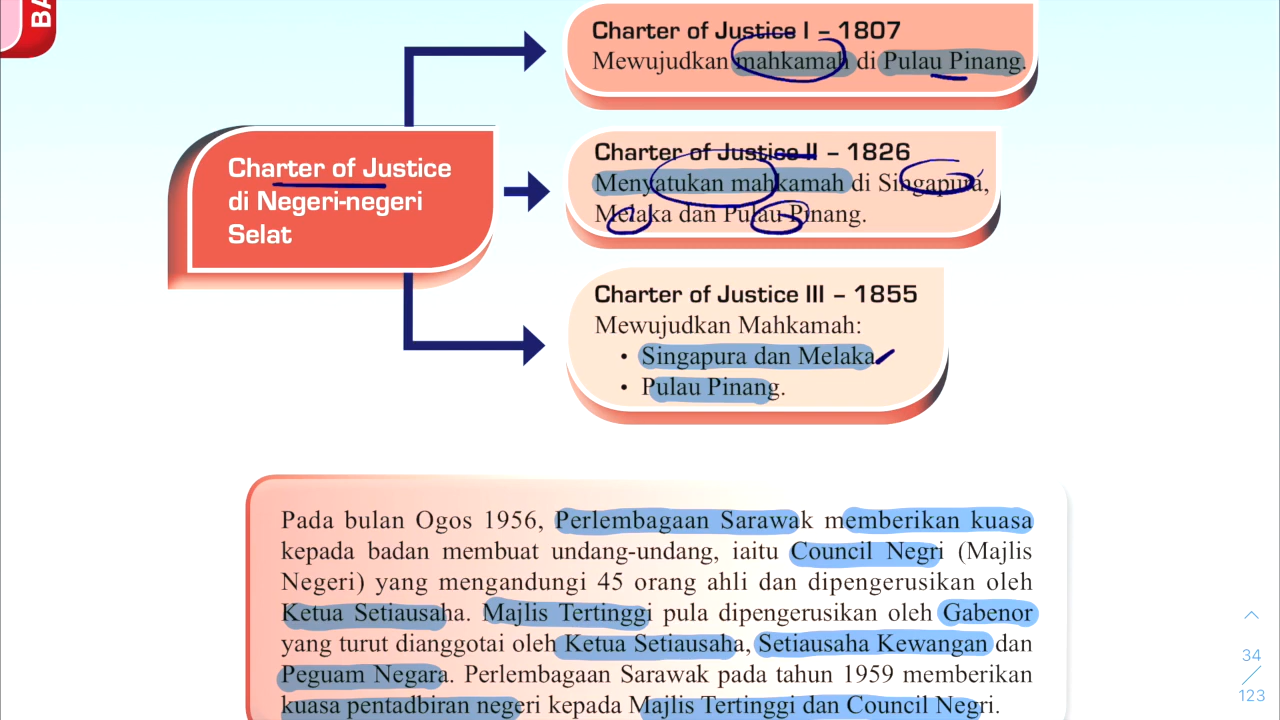 BA
Charter of Justice I – 1807
Mewujudkan mahkamah di Pulau Pinang.
Charter of Justice
di Negeri-negeri
Selat
Charter of Justice II – 1826
Menyatukan mahkamah di Singapura,
Melaka dan Pulau Pinang.
Charter of Justice III – 1855
Mewujudkan Mahkamah:
• Singapura dan Melaka
• Pulau Pinang.
Pada bulan Ogos 1956, Perlembagaan Sarawak memberikan kuasa
kepada badan membuat undang-undang, iaitu Council Negri (Majlis
Negeri) yang mengandungi 45 orang ahli dan dipengerusikan oleh
Ketua Setiausaha. Majlis Tertinggi pula dipengerusikan oleh Gabenor
yang turut dianggotai oleh Ketua Setiausaha, Setiausaha Kewangan dan
Peguam Negara. Perlembagaan Sarawak pada tahun 1959 memberikan
kuasa pentadbiran negeri kepada Majlis Tertinggi dan Council Negri.
34
/
123